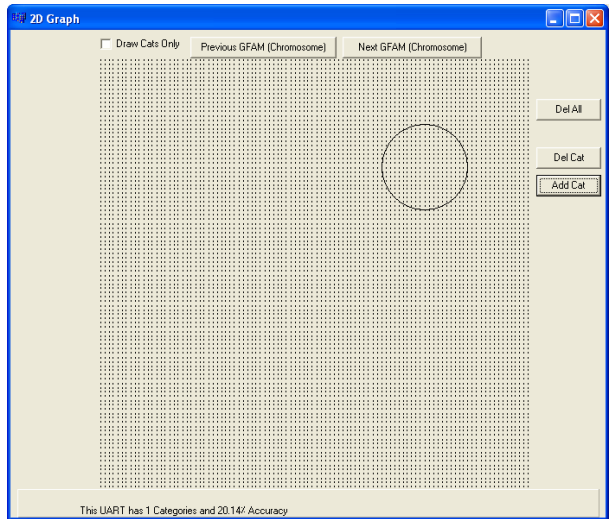 2D Graph
Draw Cats Only
Previous GFAM (Chromosome)
Next GFAM (Chromosome)
Del All
Del Cat
Add Cat
This UART has 1 Categories and 20.14% Accuracy